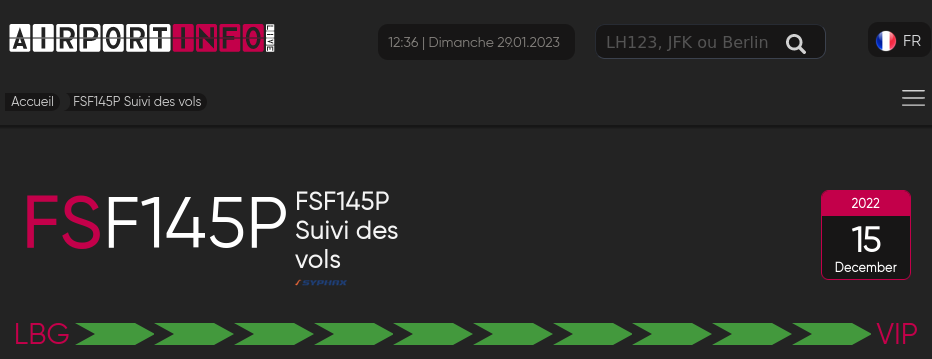 AIRPORTINFO LIVE
12:36 | Dimanche 29.01.2023
LH123, JFK ou Berlin
FR
Accueil
FSF145P Suivi des vols
FSF145P
FSF145P
Suivi des
vols
SYPHAX
2022
15
December
LBG
VIP